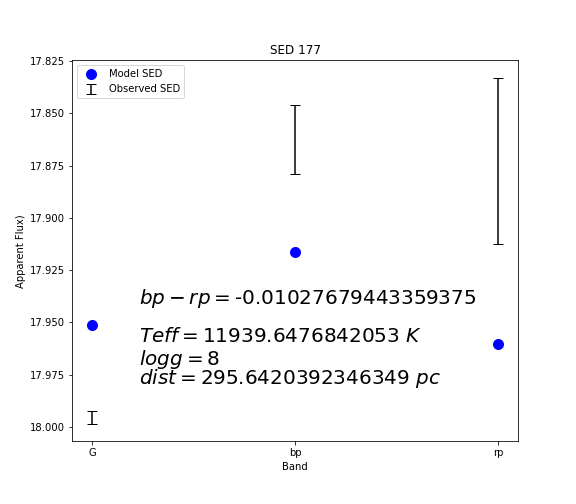 SED 177
17.825
17.850
17.875
17.900
17.925
17.950
17.975
18.000
Apparent Flux)
Model SED
Observed SED
bp − rp = -0.01027679443359375
Teff = 11939.6476842053 K
logg = 8
dist = 295.6420392346349 pc
G bp rp
Band